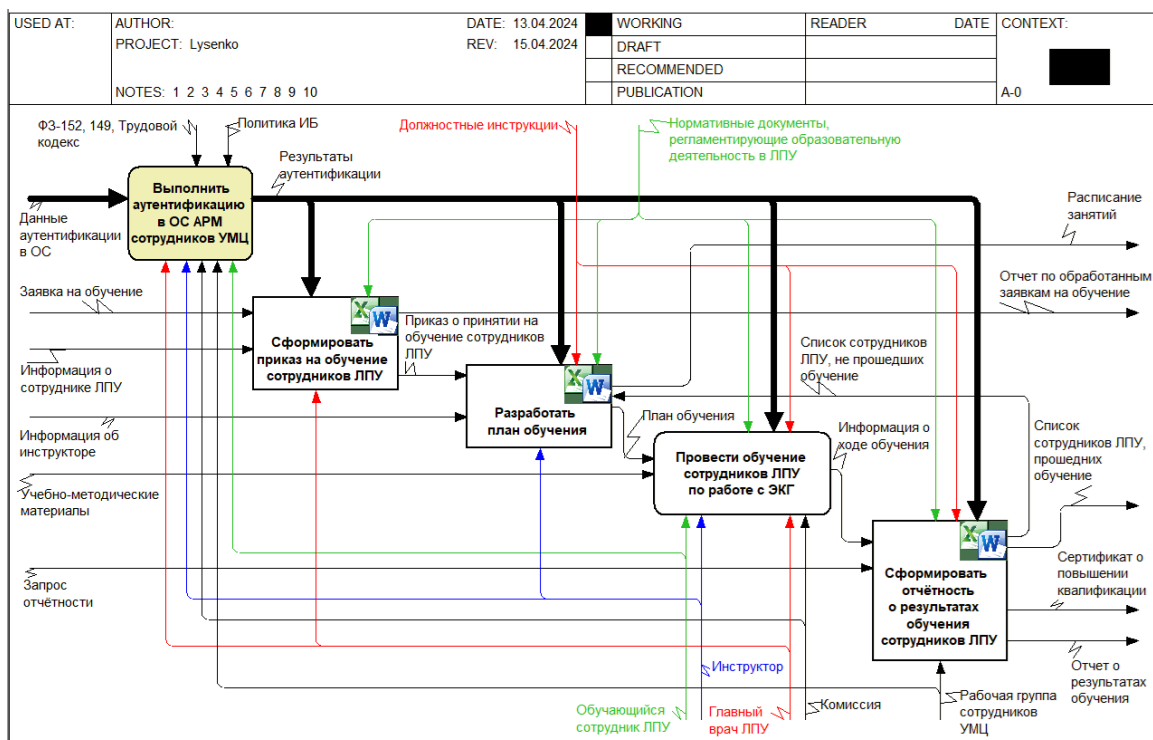 USED AT:
AUTHOR:
DATE: 13.04.2024
WORKING
READER
DATE
CONTEXT:
PROJECT: Lysenko
REV: 15.04.2024
DRAFT
RECOMMENDED
NOTES: 1 2 3 4 5 6 7 8 9 10
PUBLICATION
A-0
ФЗ-152, 149, Трудовой
кодекс
Политика ИБ
Должностные инструкции
Нормативные документы,
регламентирующие образовательную
деятельность в ЛПУ
Результаты
аутентификации
Выполнить
аутентификацию
в ОС АРМ
сотрудников УМЦ
Данные
аутентификации
в ОС
Расписание
занятий
Заявка на обучение
Отчет по обработанным
заявкам на обучение
X
W
Сформировать
приказ на обучение
сотрудников ЛПУ
Приказ о принятии на
обучение сотрудников
ЛПУ
Список сотрудников
ЛПУ, не прошедших
обучение
Информация о
сотруднике ЛПУ
X
W
Разработать
план обучения
План обучения
Информация о
ходе обучения
Список
сотрудников ЛПУ,
прошедших
обучение
Информация об
инструкторе
Провести обучение
сотрудников ЛПУ
по работе с ЭКГ
Учебно-методические
материалы
X
W
Сформировать
отчётность
о результатах
обучения
сотрудников ЛПУ
Сертификат о
повышении
квалификации
Запрос
отчётности
Инструктор
Отчет о
результатах
обучения
Обучающийся
сотрудник ЛПУ
Главный
врач ЛПУ
Комиссия
Рабочая группа
сотрудников
УМЦ